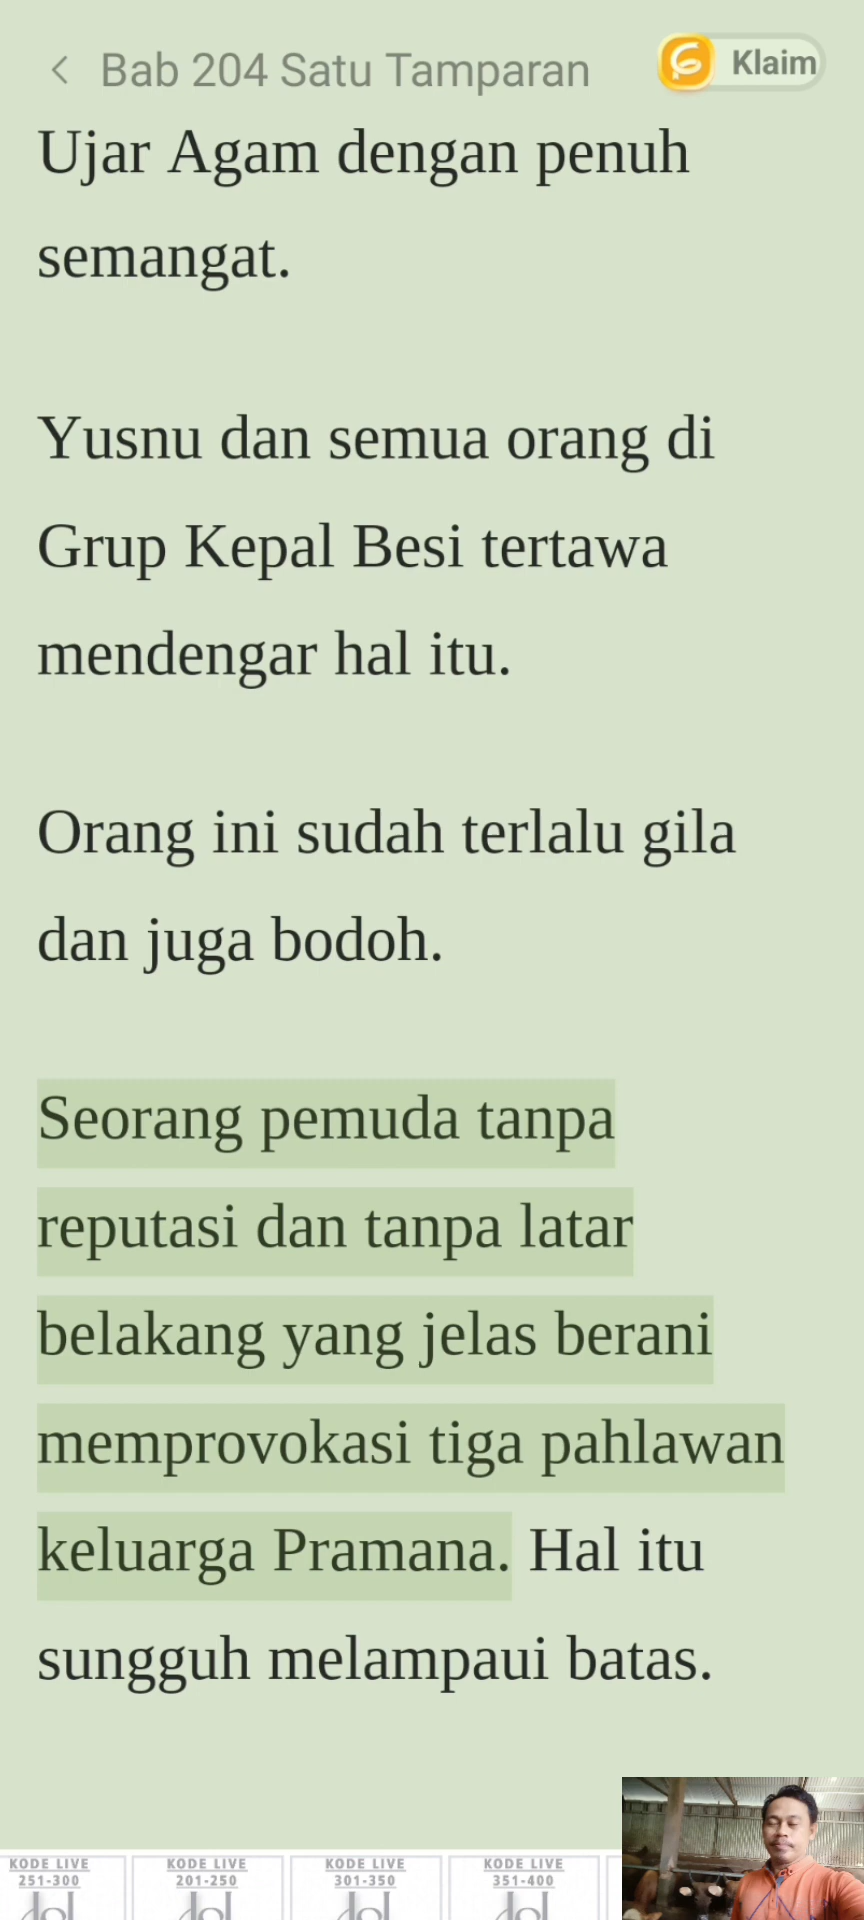 Bab 204 Satu Tamparan
Klaim
Ujar Agam dengan penuh
semangat.
Yusnu dan semua orang di
Grup Kepal Besi tertawa
mendengar hal itu.
Orang ini sudah terlalu gila
dan juga bodoh.
Seorang pemuda tanpa
reputasi dan tanpa latar
belakang yang jelas berani
memprovokasi tiga pahlawan
keluarga Pramana. Hal itu
sungguh melampaui batas.
KODE LIVE
251-300
KODE LIVE
201-250
KODE LIVE
301-350
KODE LIVE
351-400